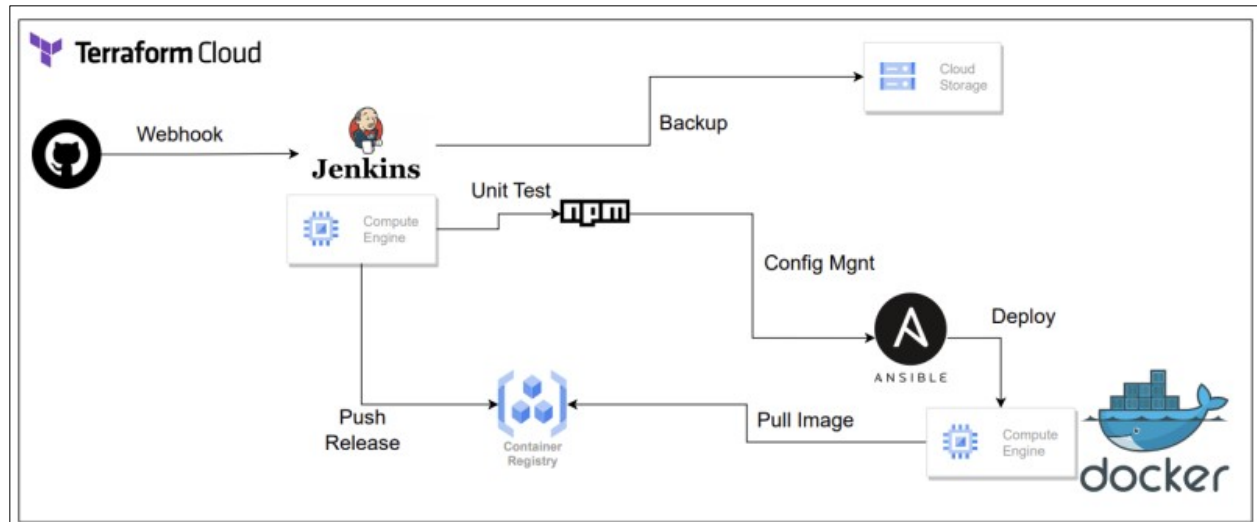 Terraform Cloud
Cloud
Storage
Webhook
Backup
Jenkins
Unit Test
npm
Compute
Engine
Config Mgnt
Deploy
ANSIBLE
Push
Release
Pull Image
Container
Registry
Compute
Engine
docker